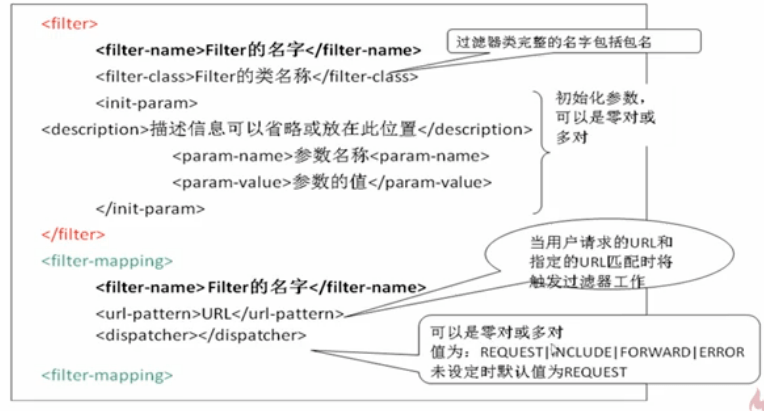 <filter>
<filter-name>Filter的名字</filter-name>
过滤器类完整的名字包括包名
<filter-class>Filter的类名称</filter-class>
<init-param>
初始化参数，
可以是零对或
多对
<description>描述信息可以省略或放在此位置</description>
<param-name>参数名称<param-name>
<param-value>参数的值</param-value>
</init-param>
</filter>
当用户请求的URL和
指定的URL匹配时将
触发过滤器工作
<filter-mapping>
<filter-name>Filter的名字</filter-name>
<url-pattern>URL</url-pattern>
<dispatcher></dispatcher>
可以是零对或多对
值为：REQUEST|INCLUDE|FORWARD|ERROR
未设定时默认值为REQUEST
<filter-mapping>